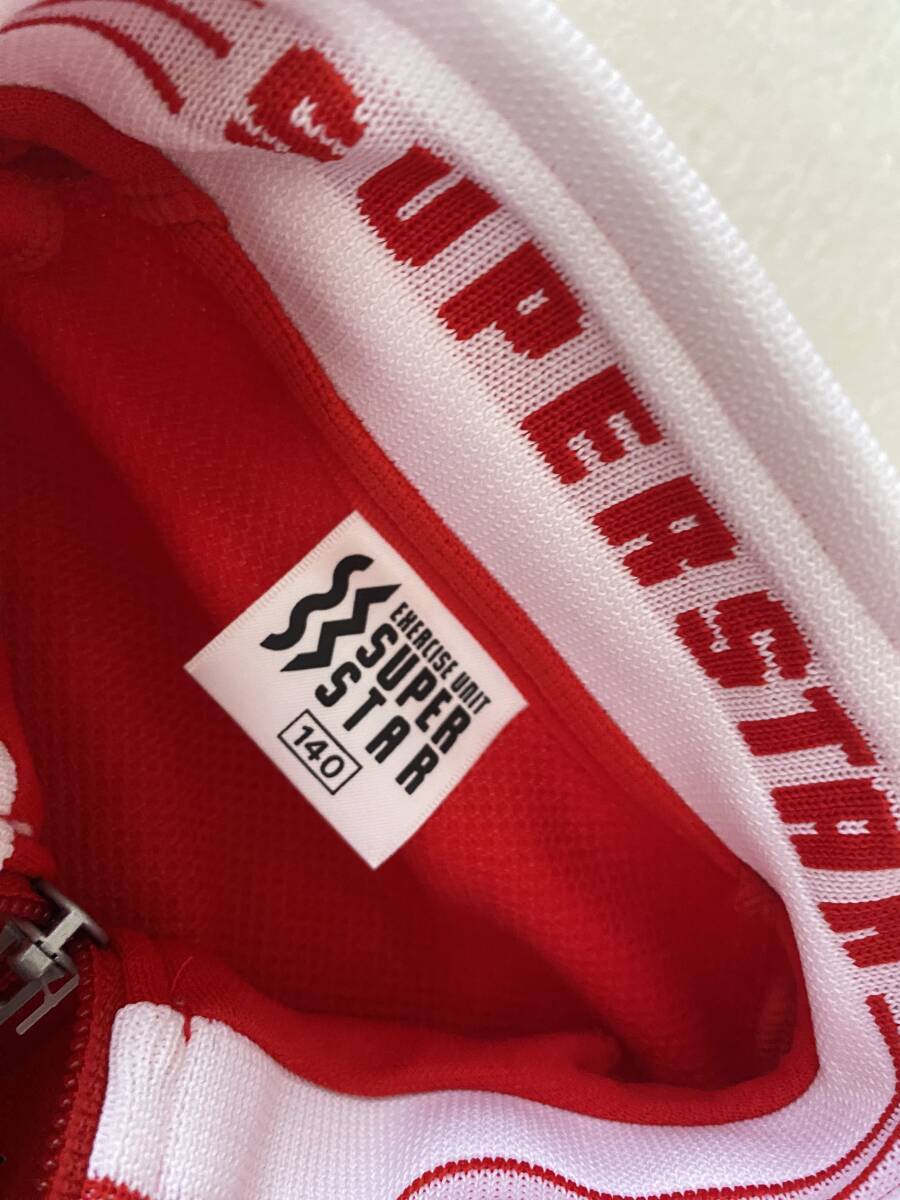 SUPERSTAR
EXERCISE UNIT
SUPER
STAR
140